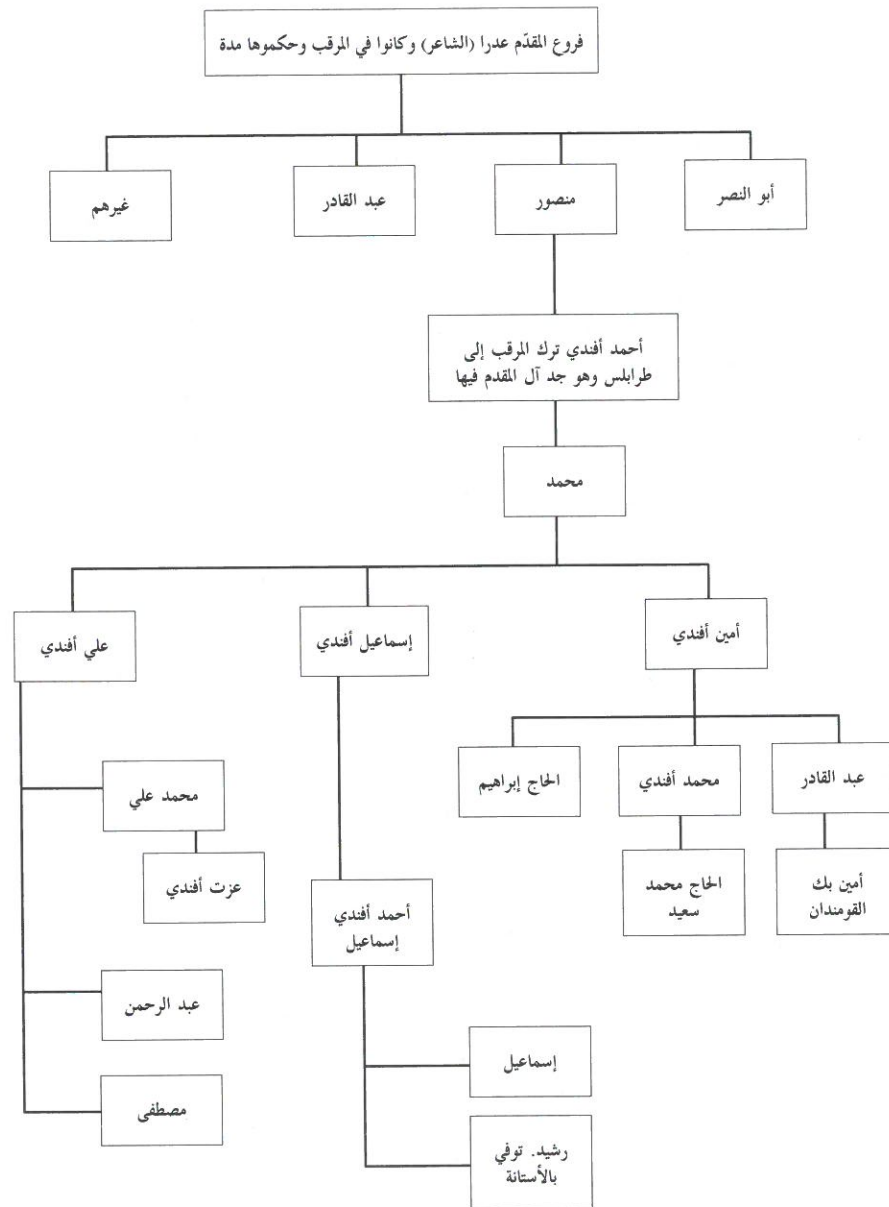 فروع المقدّم عدرا (الشاعر) وكانوا في المرقب وحكموها مدة
أبو النصر
منصور
عبد القادر
غيرهم
أحمد أفندي ترك المرقب إلى
طرابلس وهو جد آل المقدم فيها
محمد
أمين أفندي
إسماعيل أفندي
علي أفندي
عبد القادر
محمد أفندي
الحاج إبراهيم
محمد علي
أمين بك
القومندان
الحاج محمد
سعيد
عزت أفندي
أحمد أفندي
إسماعيل
عبد الرحمن
إسماعيل
مصطفى
رشيد. توفي
بالأستانة